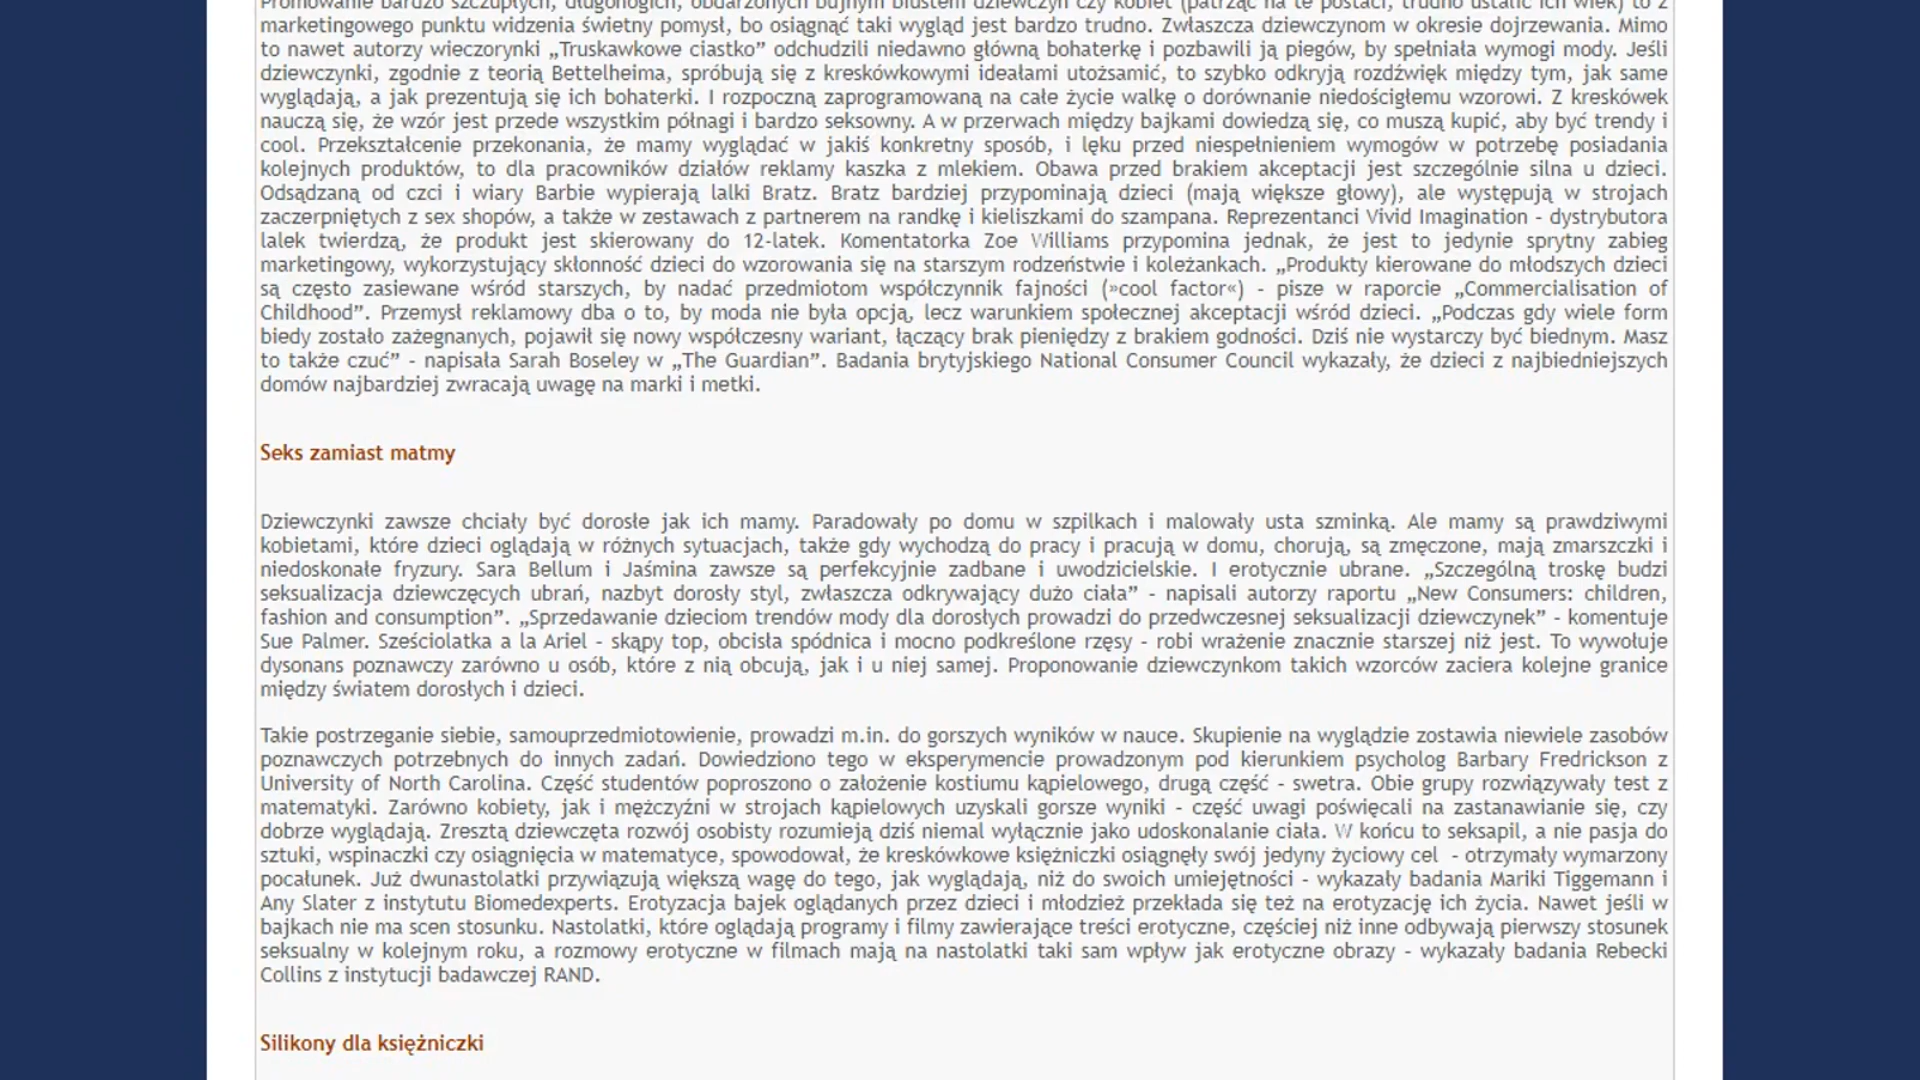 Promowanie bardzo szczupłych, długonogich, obdarzonych bujnym biustem dziewczyn czy kobiet (patrząc na te postaci, trudno ustalić ich wiek) to z
marketingowego punktu widzenia świetny pomysł, bo osiągnąć taki wygląd jest bardzo trudno. Zwłaszcza dziewczynom w okresie dojrzewania. Mimo
to nawet autorzy wieczorynki „Truskawkowe ciastko” odchudzili niedawno główną bohaterkę i pozbawili ją piegów, by spełniała wymogi mody. Jeśli
dziewczynki, zgodnie z teorią Bettelheima, spróbują się z kreskówkowymi ideałami utożsamić, to szybko odkryją rozdźwięk między tym, jak same
wyglądają, a jak prezentują się ich bohaterki. I rozpoczną zaprogramowaną na całe życie walkę o dorównanie niedościgłemu wzorowi. Z kreskówek
nauczą się, że wzór jest przede wszystkim półnagi i bardzo seksowny. A w przerwach między bajkami dowiedzą się, co muszą kupić, aby być trendy i
cool. Przekształcenie przekonania, że mamy wyglądać w jakiś konkretny sposób, i lęku przed niespełnieniem wymogów w potrzebę posiadania
kolejnych produktów, to dla pracowników działów reklamy kaszka z mlekiem. Obawa przed brakiem akceptacji jest szczególnie silna u dzieci.
Odsądzaną od czci i wiary Barbie wypierają lalki Bratz. Bratz bardziej przypominają dzieci (mają większe głowy), ale występują w strojach
zaczerpniętych z sex shopów, a także w zestawach z partnerem na randkę i kieliszkami do szampana. Reprezentanci Vivid Imagination - dystrybutora
lalek twierdzą, że produkt jest skierowany do 12-latek. Komentatorka Zoe Williams przypomina jednak, że jest to jedynie sprytny zabieg
marketingowy, wykorzystujący skłonność dzieci do wzorowania się na starszym rodzeństwie i koleżankach. „Produkty kierowane do młodszych dzieci
są często zasiewane wśród starszych, by nadać przedmiotom współczynnik fajności (»cool factor«) - pisze w raporcie „Commercialisation of
Childhood”. Przemysł reklamowy dba o to, by moda nie była opcją, lecz warunkiem społecznej akceptacji wśród dzieci. „Podczas gdy wiele form
biedy zostało zażegnanych, pojawił się nowy współczesny wariant, łączący brak pieniędzy z brakiem godności. Dziś nie wystarczy być biednym. Masz
to także czuć” - napisała Sarah Boseley w „The Guardian”. Badania brytyjskiego National Consumer Council wykazały, że dzieci z najbiedniejszych
domów najbardziej zwracają uwagę na marki i metki.
Seks zamiast matmy
Dziewczynki zawsze chciały być dorosłe jak ich mamy. Paradowały po domu w szpilkach i malowały usta szminką. Ale mamy są prawdziwymi
kobietami, które dzieci oglądają w różnych sytuacjach, także gdy wychodzą do pracy i pracują w domu, chorują, są zmęczone, mają zmarszczki i
niedoskonałe fryzury. Sara Bellum i Jaśmina zawsze są perfekcyjnie zadbane i uwodzicielskie. I erotycznie ubrane. „Szczególną troskę budzi
seksualizacja dziewczęcych ubrań, nazbyt dorosły styl, zwłaszcza odkrywający dużo ciała” - napisali autorzy raportu „New Consumers: children,
fashion and consumption”. „Sprzedawanie dzieciom trendów mody dla dorosłych prowadzi do przedwczesnej seksualizacji dziewczynek” - komentuje
Sue Palmer. Sześciolatka a la Ariel - skąpy top, obcisła spódnica i mocno podkreślone rzęsy - robi wrażenie znacznie starszej niż jest. To wywołuje
dysonans poznawczy zarówno u osób, które z nią obcują, jak i u niej samej. Proponowanie dziewczynkom takich wzorców zaciera kolejne granice
między światem dorosłych i dzieci.
Takie postrzeganie siebie, samouprzedmiotowienie, prowadzi m.in. do gorszych wyników w nauce. Skupienie na wyglądzie zostawia niewiele zasobów
poznawczych potrzebnych do innych zadań. Dowiedziono tego w eksperymencie prowadzonym pod kierunkiem psycholog Barbary Fredrickson z
University of North Carolina. Część studentów poproszono o założenie kostiumu kąpielowego, drugą część - swetra. Obie grupy rozwiązywały test z
matematyki. Zarówno kobiety, jak i mężczyźni w strojach kąpielowych uzyskali gorsze wyniki - część uwagi poświęcali na zastanawianie się, czy
dobrze wyglądają. Zresztą dziewczęta rozwój osobisty rozumieją dziś niemal wyłącznie jako udoskonalanie ciała. W końcu to seksapil, a nie pasja do
sztuki, wspinaczki czy osiągnięcia w matematyce, spowodował, że kreskówkowe księżniczki osiągnęły swój jedyny życiowy cel - otrzymały wymarzony
pocałunek. Już dwunastolatki przywiązują większą wagę do tego, jak wyglądają, niż do swoich umiejętności - wykazały badania Mariki Tiggemann i
Any Slater z instytutu Biomedexperts. Erotyzacja bajek oglądanych przez dzieci i młodzież przekłada się też na erotyzację ich życia. Nawet jeśli w
bajkach nie ma scen stosunku. Nastolatki, które oglądają programy i filmy zawierające treści erotyczne, częściej niż inne odbywają pierwszy stosunek
seksualny w kolejnym roku, a rozmowy erotyczne w filmach mają na nastolatki taki sam wpływ jak erotyczne obrazy - wykazały badania Rebecki
Collins z instytucji badawczej RAND.
Silikony dla księżniczki